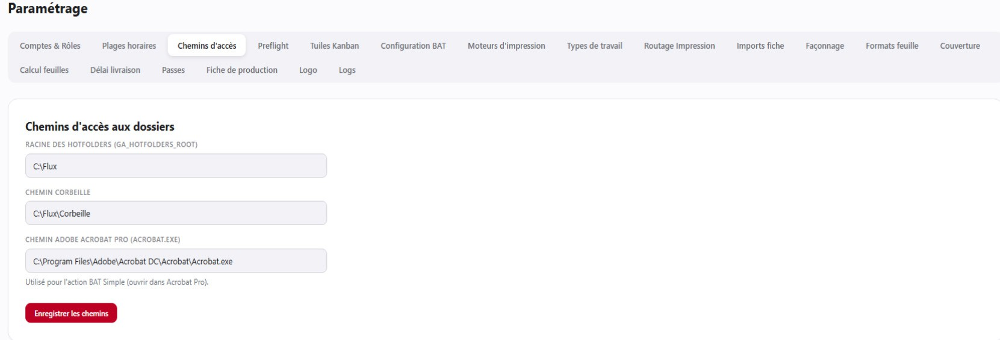 Paramétrage
Comptes & Rôles Plages horaires Chemins d'accès Preflight Tuiles Kanban Configuration BAT Moteurs d'impression Types de travail Routage Impression Imports fiche Façonnage Formats feuille Couverture
Calcul feuilles Délai livraison Passes Fiche de production Logo Logs
Chemins d'accès aux dossiers
RACINE DES HOTFOLDERS (GA_HOTFOLDERS_ROOT)
C:\Flux
CHEMIN CORBEILLE
C:\Flux\Corbeille
CHEMIN ADOBE ACROBAT PRO (ACROBAT.EXE)
C:\Program Files\Adobe\Acrobat DC\Acrobat\Acrobat.exe
Utilisé pour l'action BAT Simple (ouvrir dans Acrobat Pro).
Enregistrer les chemins